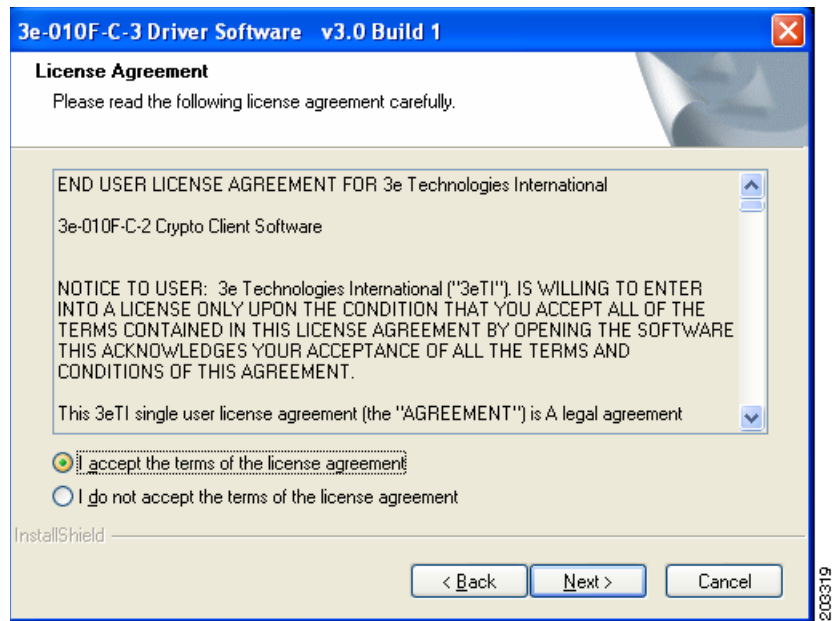 3e-010F-C-3 Driver Software v3.0 Build 1
License Agreement
Please read the following license agreement carefully.
END USER LICENSE AGREEMENT FOR 3e Technologies International
3e-010F-C-2 Crypto Client Software
NOTICE TO USER: 3e Technologies International ("3eTI"). IS WILLING TO ENTER
INTO A LICENSE ONLY UPON THE CONDITION THAT YOU ACCEPT ALL OF THE
TERMS CONTAINED IN THIS LICENSE AGREEMENT BY OPENING THE SOFTWARE
THIS ACKNOWLEDGES YOUR ACCEPTANCE OF ALL THE TERMS AND
CONDITIONS OF THIS AGREEMENT.
This 3eTI single user license agreement (the "AGREEMENT") is A legal agreement
I accept the terms of the license agreement
I do not accept the terms of the license agreement
InstallShield
< Back Next > Cancel
203319